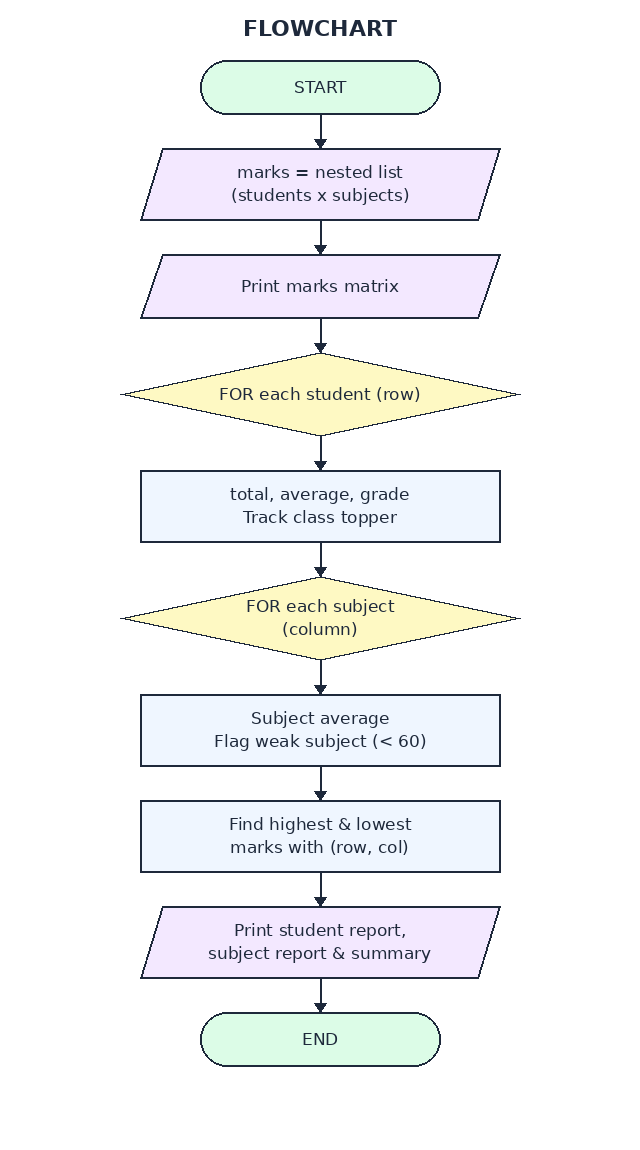 FLOWCHART
START
marks = nested list
(students x subjects)
Print marks matrix
FOR each student (row)
total, average, grade
Track class topper
FOR each subject
(column)
Subject average
Flag weak subject (< 60)
Find highest & lowest
marks with (row, col)
Print student report,
subject report & summary
END